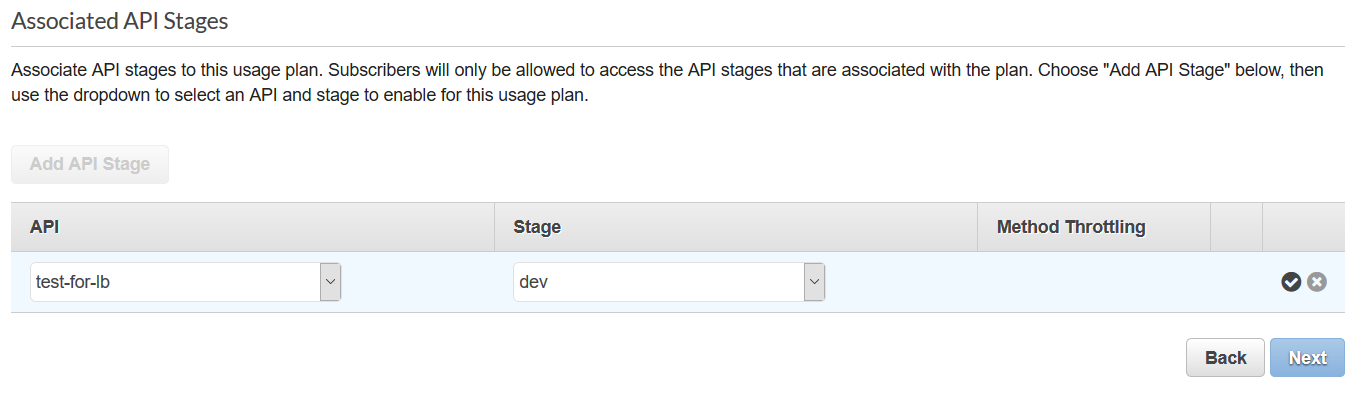 Associated API Stages
Associate API stages to this usage plan. Subscribers will only be allowed to access the API stages that are associated with the plan. Choose "Add API Stage" below, then
use the dropdown to select an API and stage to enable for this usage plan.
Add API Stage
API Stage Method Throttling
test-for-lb dev
Back Next